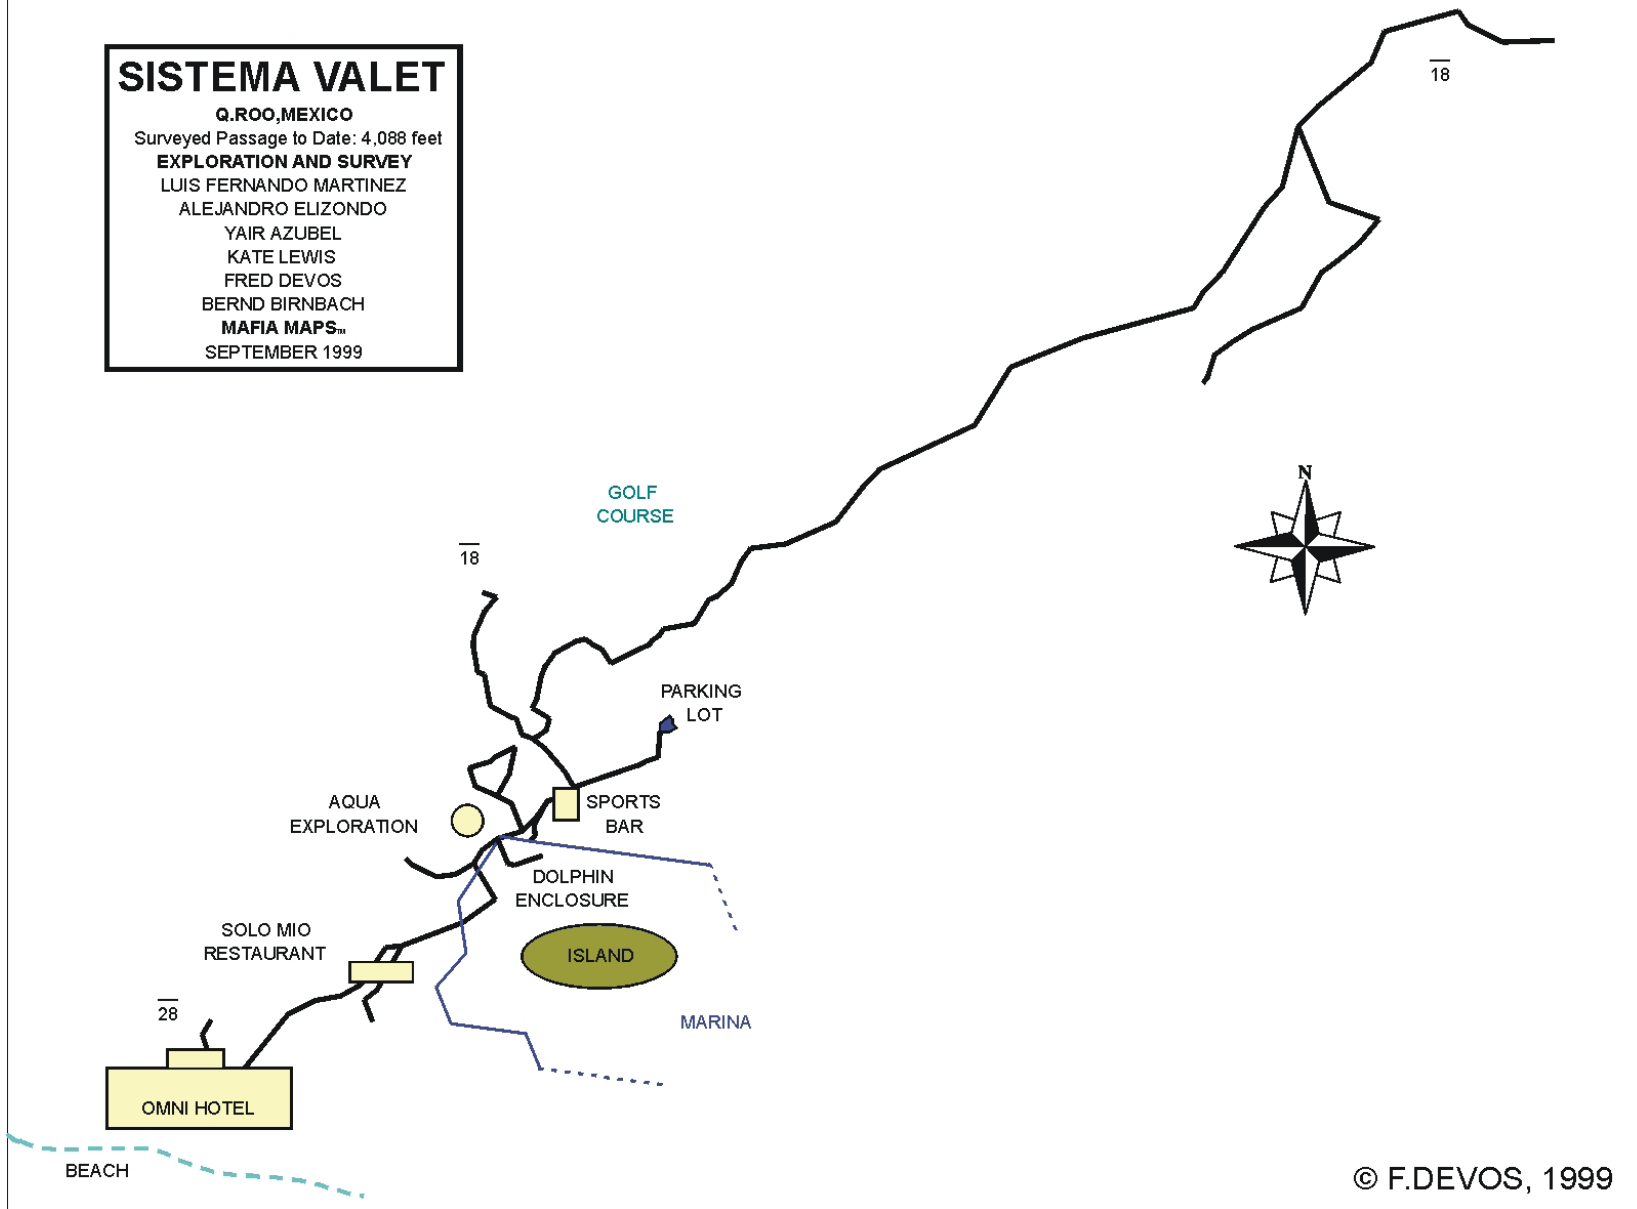 SISTEMA VALET
Q.ROO,MEXICO
Surveyed Passage to Date: 4,088 feet
EXPLORATION AND SURVEY
LUIS FERNANDO MARTINEZ
ALEJANDRO ELIZONDO
YAIR AZUBEL
KATE LEWIS
FRED DEVOS
BERND BIRNBACH
MAFIA MAPS™
SEPTEMBER 1999
18
N
GOLF
COURSE
18
PARKING
LOT
AQUA
EXPLORATION
SPORTS
BAR
DOLPHIN
ENCLOSURE
SOLO MIO
RESTAURANT
ISLAND
28
MARINA
OMNI HOTEL
BEACH
© F.DEVOS, 1999